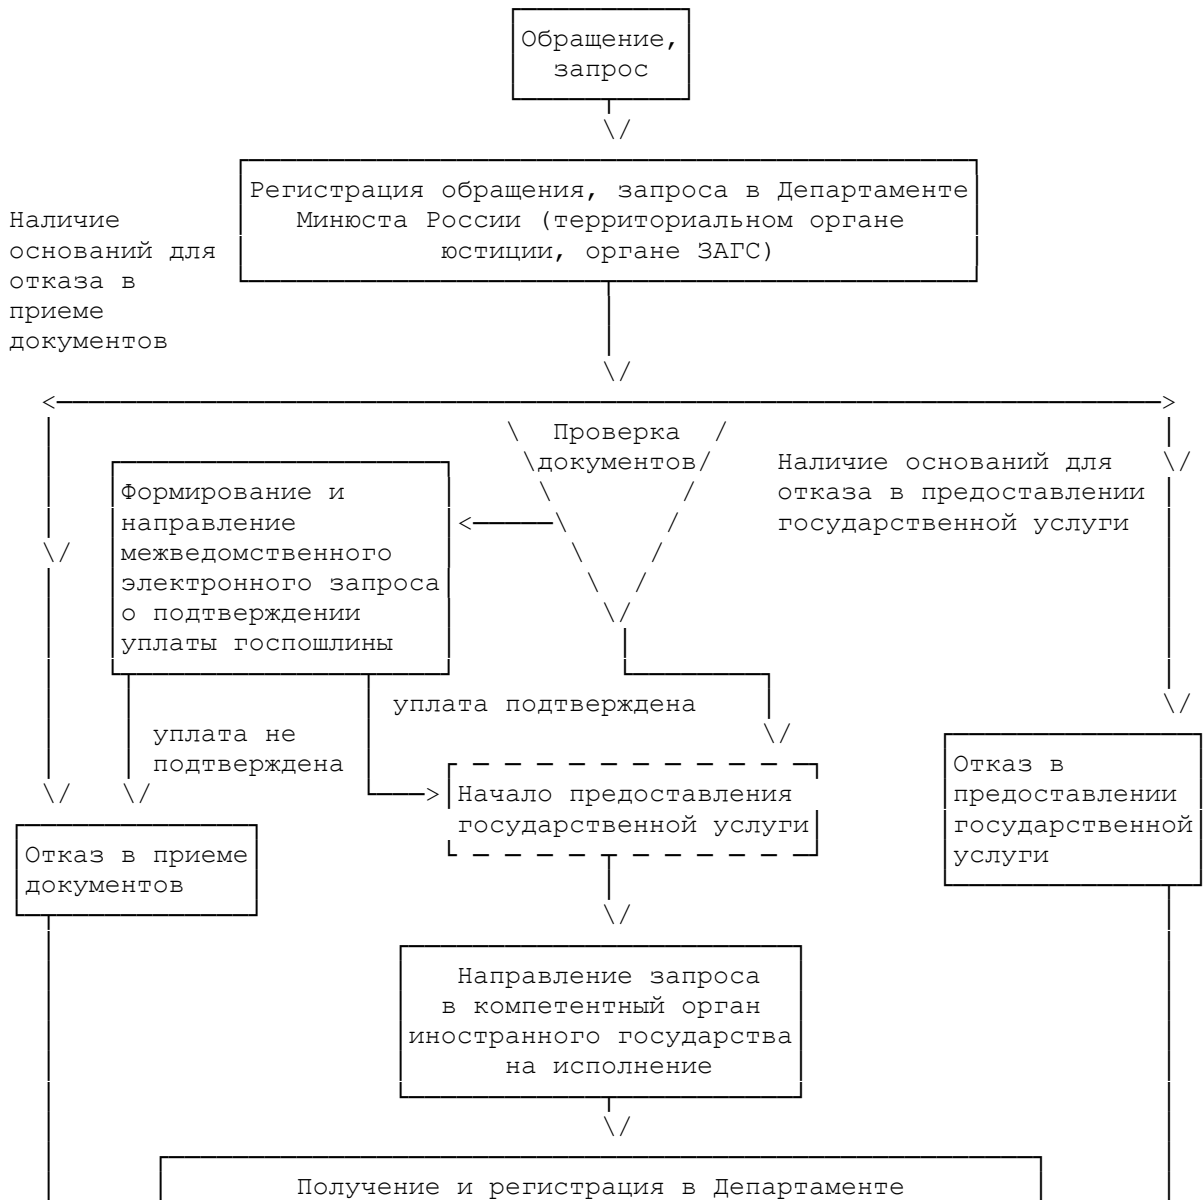 Обращение,
запрос
Регистрация обращения, запроса в Департаменте
Минюста России (территориальном органе
юстиции, органе ЗАГС)
Наличие
оснований для
отказа в
приеме
документов
Проверка
документов
Наличие оснований для
отказа в предоставлении
государственной услуги
Формирование и
направление
межведомственного
электронного запроса
о подтверждении
уплаты госпошлины
уплата подтверждена
уплата не
подтверждена
Начало предоставления
государственной услуги
Отказ в
предоставлении
государственной
услуги
Отказ в приеме
документов
Направление запроса
в компетентный орган
иностранного государства
на исполнение
Получение и регистрация в Департаменте